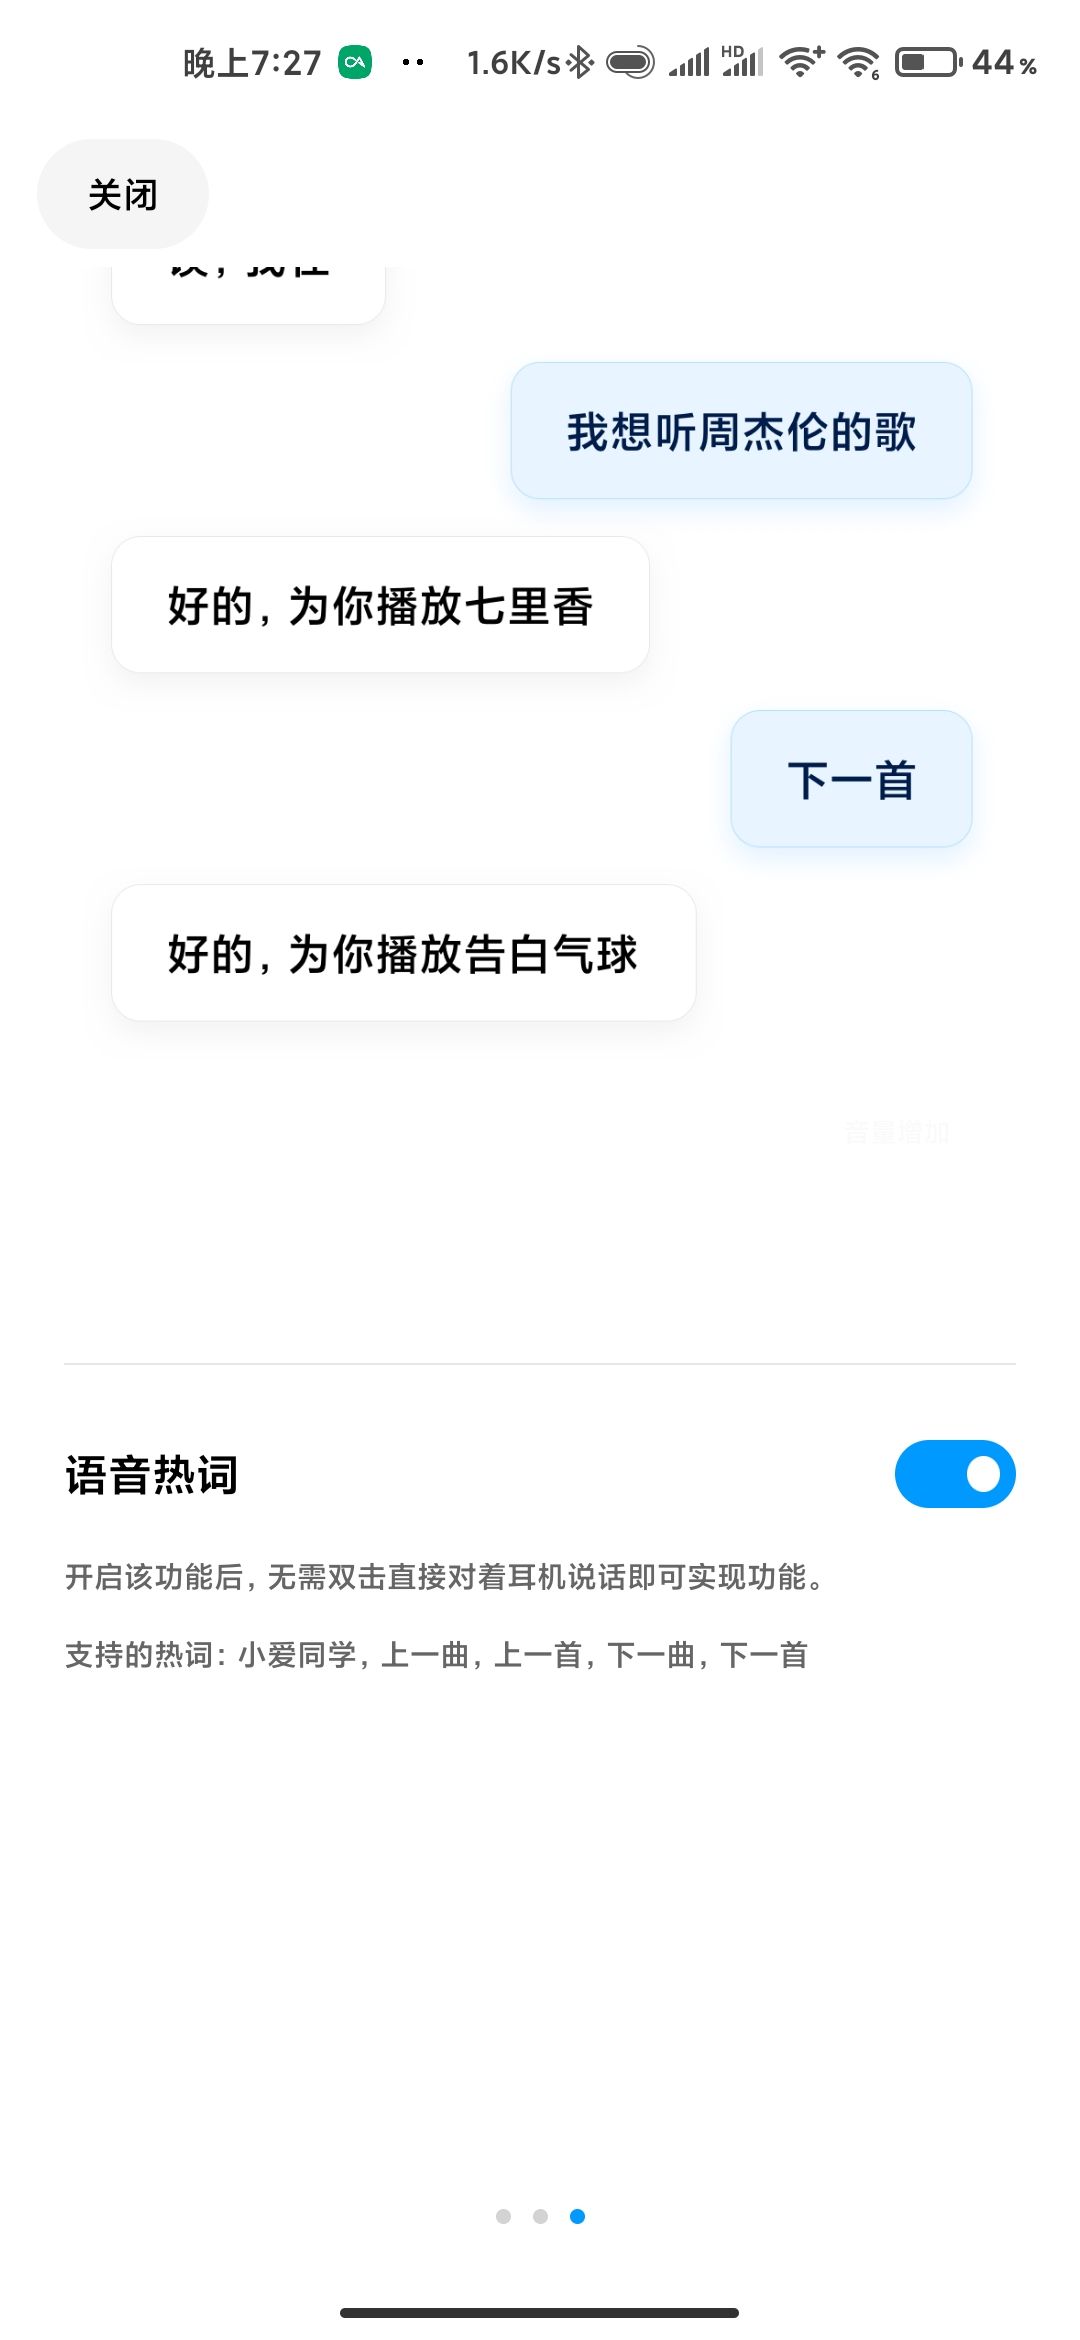 晚上7:27 1.6K/s HD 6 44%
关闭
我想听周杰伦的歌
好的，为你播放七里香
下一首
好的，为你播放告白气球
音量增加
语音热词
开启该功能后，无需双击直接对着耳机说话即可实现功能。
支持的热词：小爱同学，上一曲，上一首，下一曲，下一首